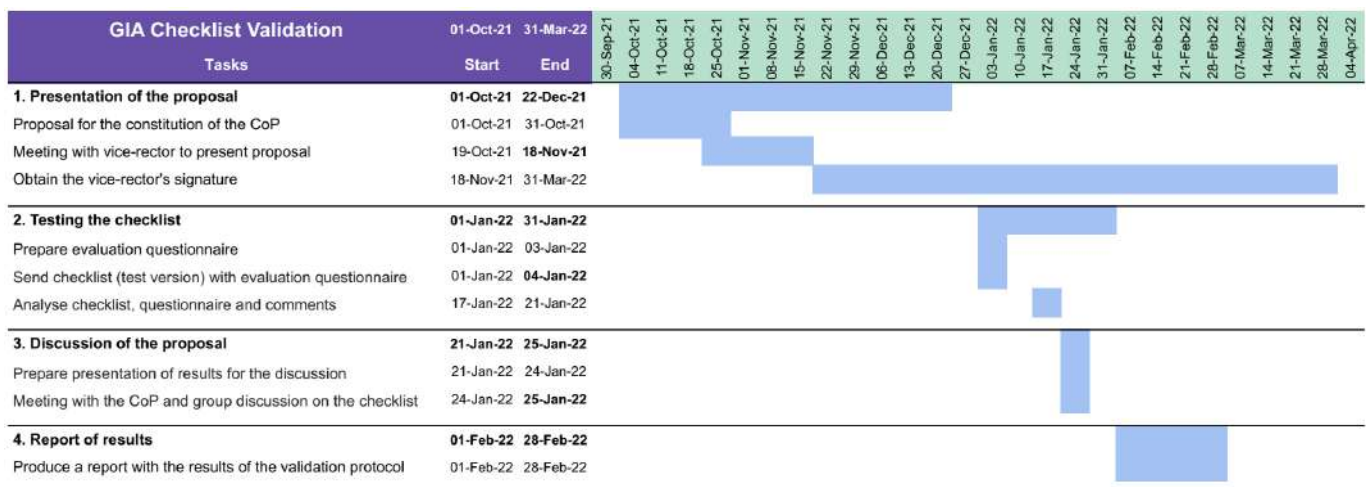 GIA Checklist Validation 01-Oct-21 31-Mar-22
Tasks Start End
30-Sep-21 04-Oct-21 11-Oct-21 18-Oct-21 25-Oct-21 01-Nov-21 08-Nov-21 15-Nov-21 22-Nov-21 29-Nov-21 06-Dec-21 13-Dec-21 20-Dec-21 27-Dec-21 03-Jan-22 10-Jan-22 17-Jan-22 24-Jan-22 31-Jan-22 07-Feb-22 14-Feb-22 21-Feb-22 28-Feb-22 07-Mar-22 14-Mar-22 21-Mar-22 28-Mar-22 04-Apr-22
1. Presentation of the proposal 01-Oct-21 22-Dec-21
Proposal for the constitution of the CoP 01-Oct-21 31-Oct-21
Meeting with vice-rector to present proposal 19-Oct-21 18-Nov-21
Obtain the vice-rector's signature 18-Nov-21 31-Mar-22
2. Testing the checklist 01-Jan-22 31-Jan-22
Prepare evaluation questionnaire 01-Jan-22 03-Jan-22
Send checklist (test version) with evaluation questionnaire 01-Jan-22 04-Jan-22
Analyse checklist, questionnaire and comments 17-Jan-22 21-Jan-22
3. Discussion of the proposal 21-Jan-22 25-Jan-22
Prepare presentation of results for the discussion 21-Jan-22 24-Jan-22
Meeting with the CoP and group discussion on the checklist 24-Jan-22 25-Jan-22
4. Report of results 01-Feb-22 28-Feb-22
Produce a report with the results of the validation protocol 01-Feb-22 28-Feb-22